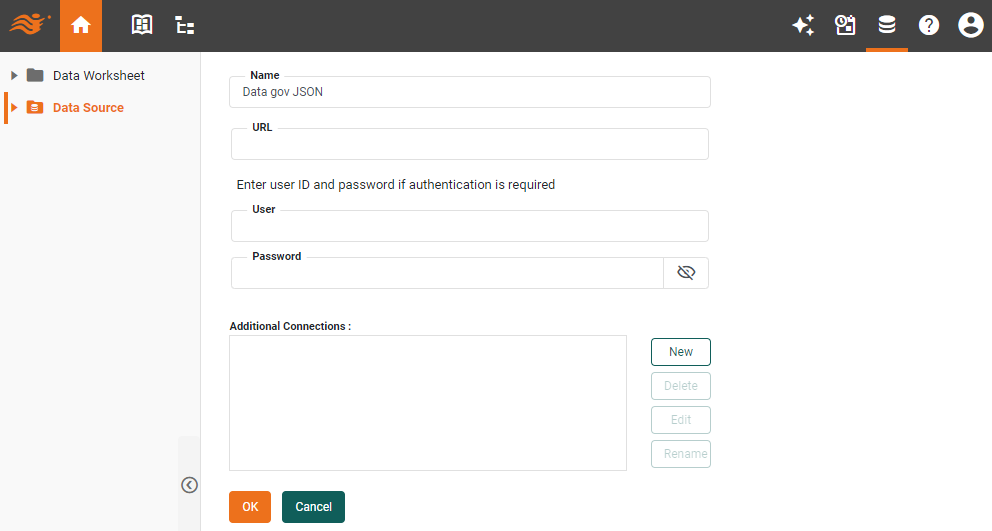 Data Worksheet
Data Source
Name
Data gov JSON
URL
Enter user ID and password if authentication is required
User
Password
Additional Connections :
New
Delete
Edit
Rename
OK
Cancel